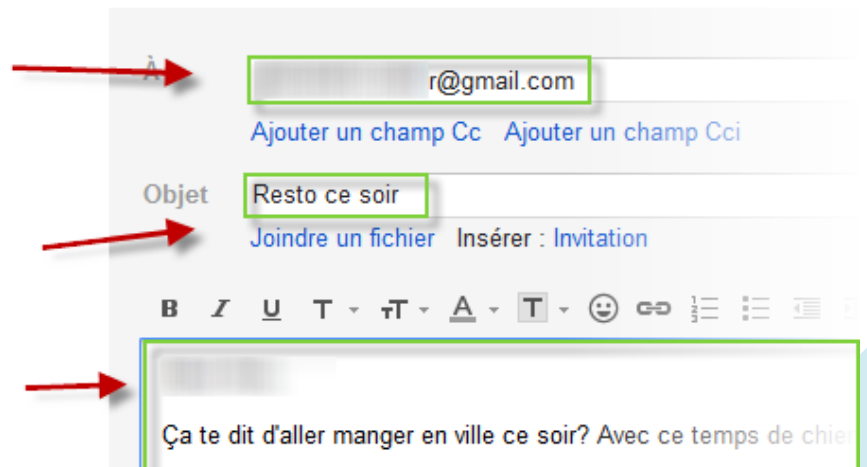 À r@gmail.com
Ajouter un champ Cc Ajouter un champ Cci
Objet Resto ce soir
Joindre un fichier Insérer : Invitation
B I U T T A T
Ça te dit d'aller manger en ville ce soir? Avec ce temps de chien